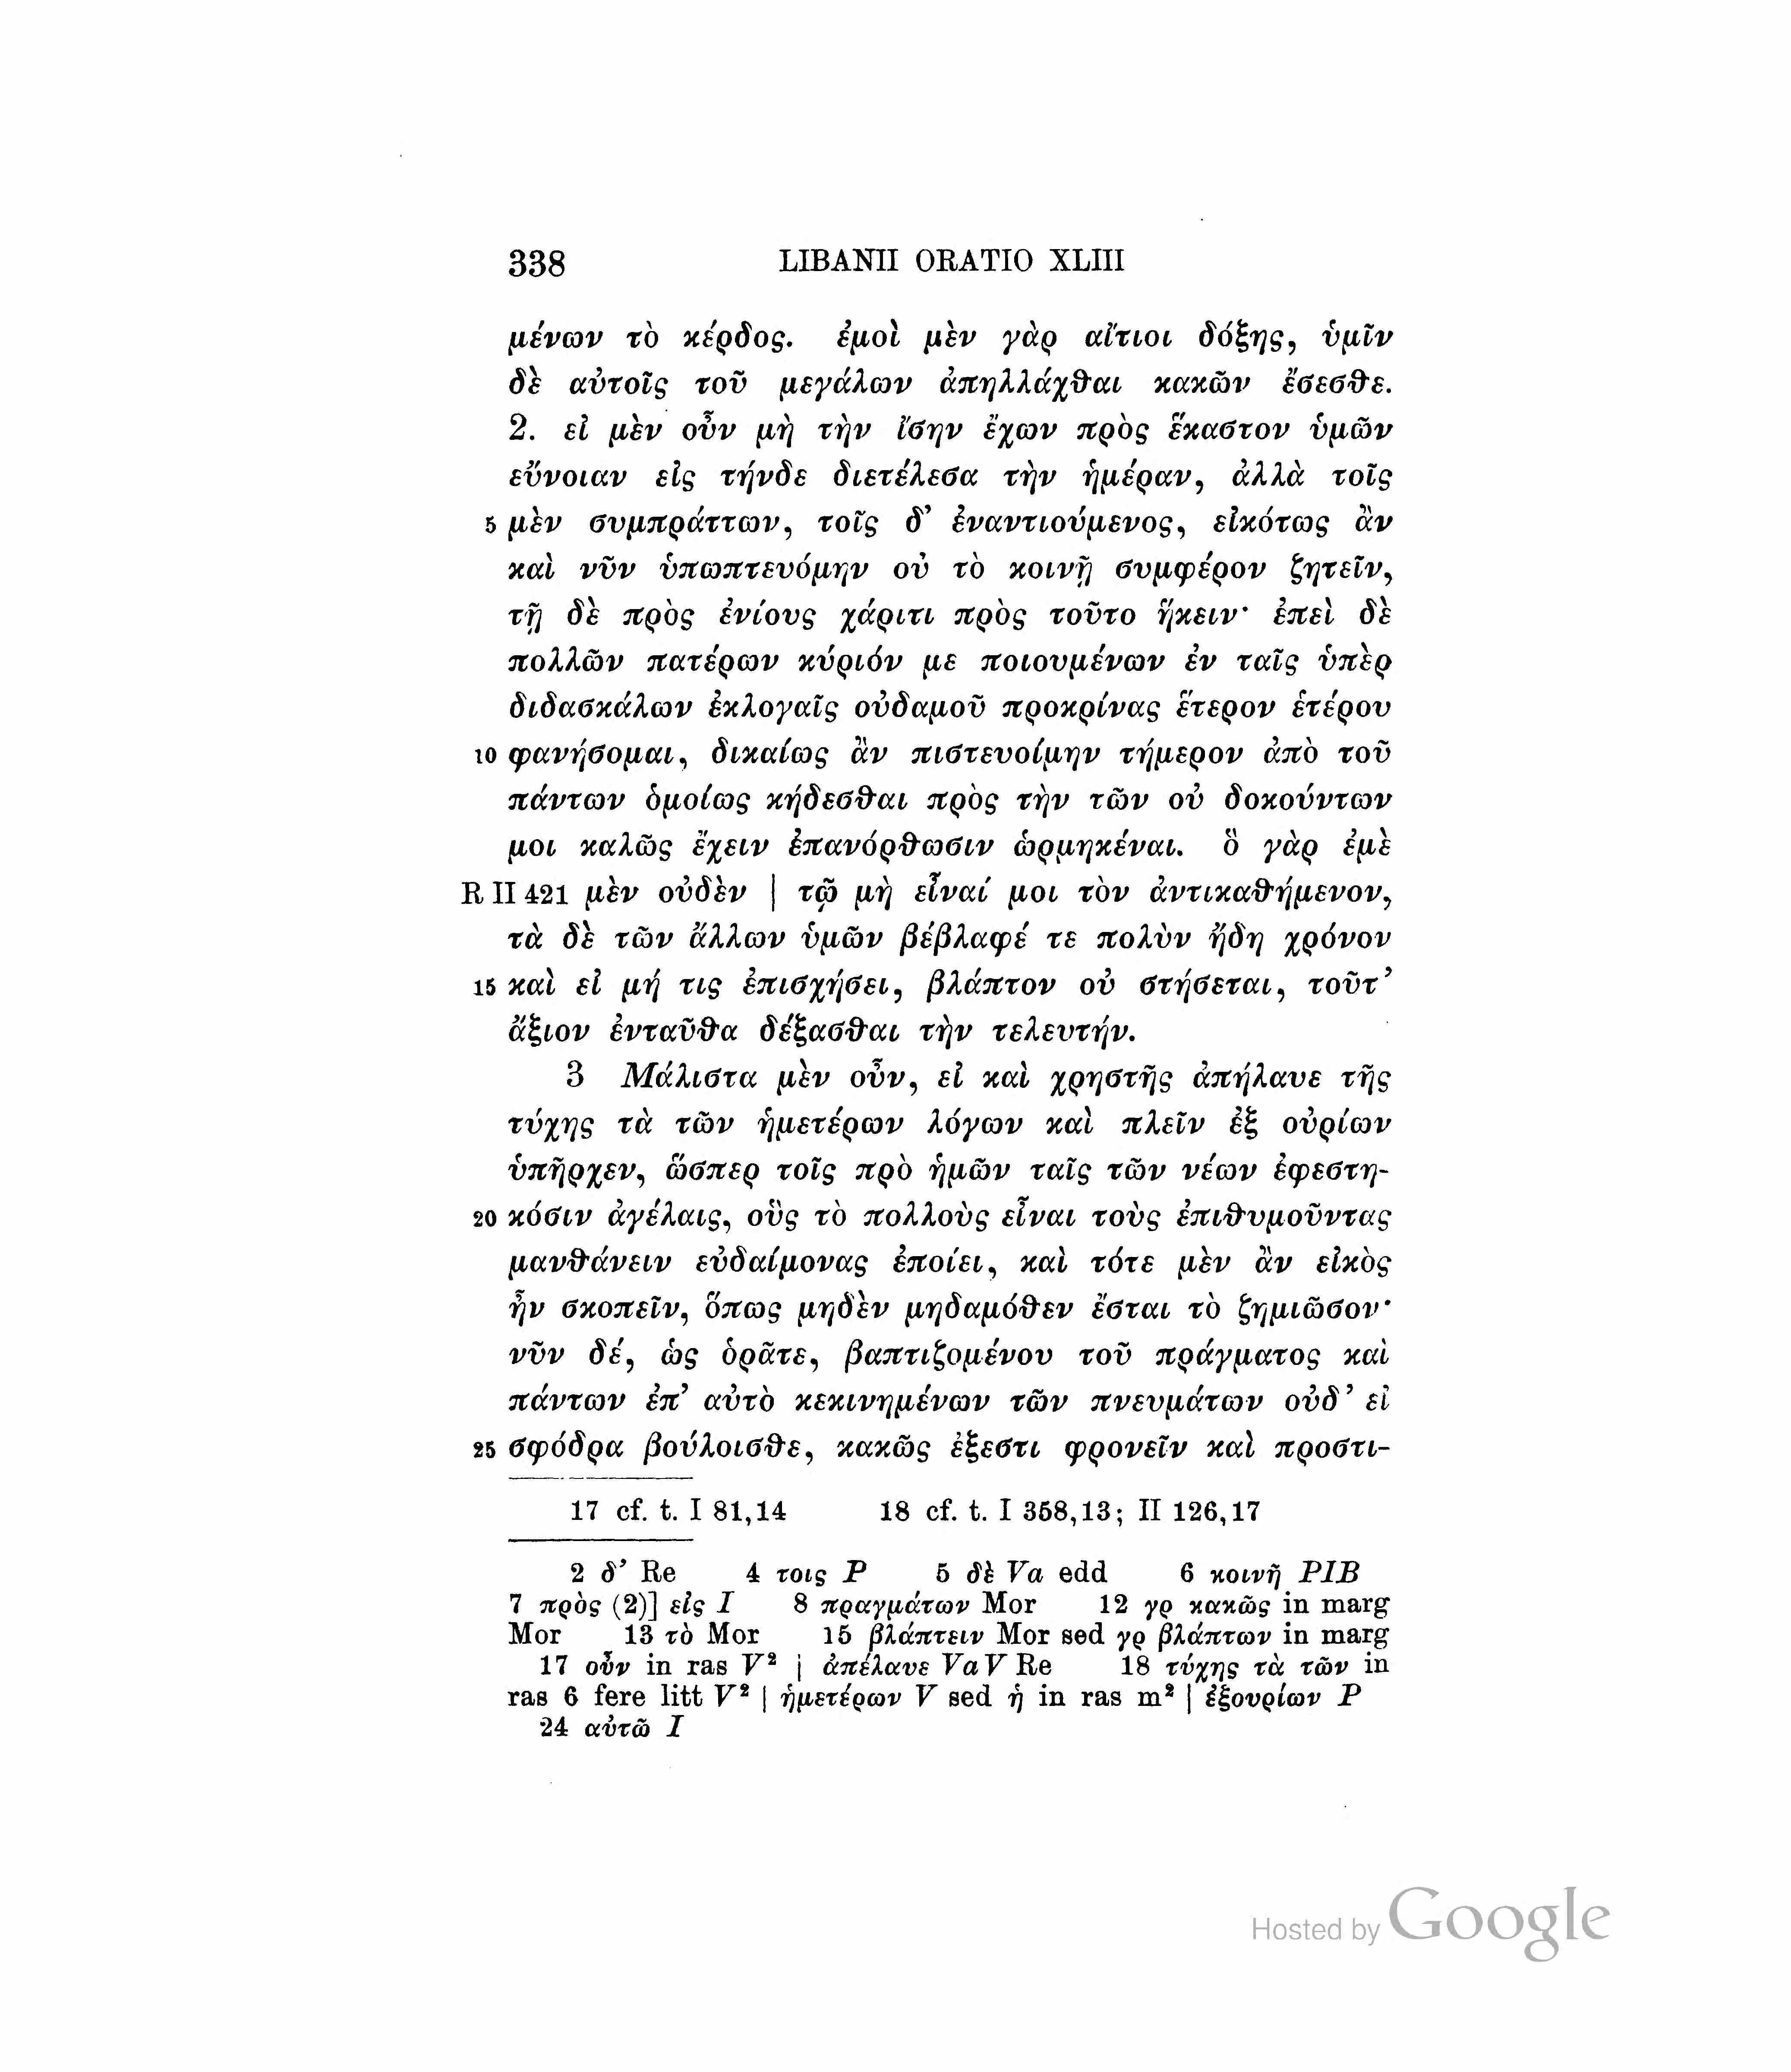 338 LIBANII ORATIO XLIII
μένων τὸ κέρδος. ἐμοὶ μὲν γὰρ αἴτιοι δόξης, ὑμῖν
δὲ αὐτοῖς τοῦ μεγάλων ἀπηλλάχθαι κακῶν ἔσεσθε.
2. εἰ μὲν οὖν μὴ τὴν ἴσην ἔχων πρὸς ἕκαστον ὑμῶν
εὔνοιαν εἰς τήνδε διετέλεσα τὴν ἡμέραν, ἀλλὰ τοῖς
5 μὲν συμπράττων, τοῖς δ’ ἐναντιούμενος, εἰκότως ἂν
καὶ νῦν ὑπωπτευόμην οὐ τὸ κοινῇ συμφέρον ζητεῖν,
τῇ δὲ πρὸς ἐνίους χάριτι πρὸς τοῦτο ἥκειν· ἐπεὶ δὲ
πολλῶν πατέρων κύριόν με ποιουμένων ἐν ταῖς ὑπὲρ
διδασκάλων ἐκλογαῖς οὐδαμοῦ προκρίνας ἕτερον ἑτέρου
10 φανήσομαι, δικαίως ἂν πιστευοίμην τήμερον ἀπὸ τοῦ
πάντων ὁμοίως κήδεσθαι πρὸς τὴν τῶν οὐ δοκούντων
μοι καλῶς ἔχειν ἐπανόρθωσιν ὡρμηκέναι. ὃ γὰρ ἐμὲ
R II 421 μὲν οὐδὲν | τῷ μὴ εἶναί μοι τὸν ἀντικαθήμενον,
τὰ δὲ τῶν ἄλλων ὑμῶν βέβλαφέ τε πολὺν ἤδη χρόνον
15 καὶ εἰ μή τις ἐπισχήσει, βλάπτον οὐ στήσεται, τοῦτ’
ἄξιον ἐνταῦθα δέξασθαι τὴν τελευτήν.
3 Μάλιστα μὲν οὖν, εἰ καὶ χρηστῆς ἀπήλαυε τῆς
τύχης τὰ τῶν ἡμετέρων λόγων καὶ πλεῖν ἐξ οὐρίων
ὑπῆρχεν, ὥσπερ τοῖς πρὸ ἡμῶν ταῖς τῶν νέων ἐφεστη-
20 κόσιν ἀγέλαις, οὓς τὸ πολλοὺς εἶναι τοὺς ἐπιθυμοῦντας
μανθάνειν εὐδαίμονας ἐποίει, καὶ τότε μὲν ἂν εἰκὸς
ἦν σκοπεῖν, ὅπως μηδὲν μηδαμόθεν ἔσται τὸ ζημιῶσον·
νῦν δέ, ὡς ὁρᾶτε, βαπτιζομένου τοῦ πράγματος καὶ
πάντων ἐπ’ αὐτὸ κεκινημένων τῶν πνευμάτων οὐδ’ εἰ
25 σφόδρα βούλοισθε, κακῶς ἔξεστι φρονεῖν καὶ προστι-
17 cf. t. I 81,14 18 cf. t. I 358,13; II 126,17
2 δ’ Re 4 τοις P 5 δὲ Va edd 6 κοινῆ PIB
7 πρὸς (2)] εἰς I 8 πραγμάτων Mor 12 γρ κακῶς in marg
Mor 13 τὸ Mor 15 βλάπτειν Mor sed γρ βλάπτων in marg
17 οὖν in ras V² | ἀπέλαυε VaV Re 18 τύχης τὰ τῶν in
ras 6 fere litt V² | ἡμετέρων V sed ἡ in ras m² | ἐξουρίων P
24 αὐτῶ I
Hosted by Google